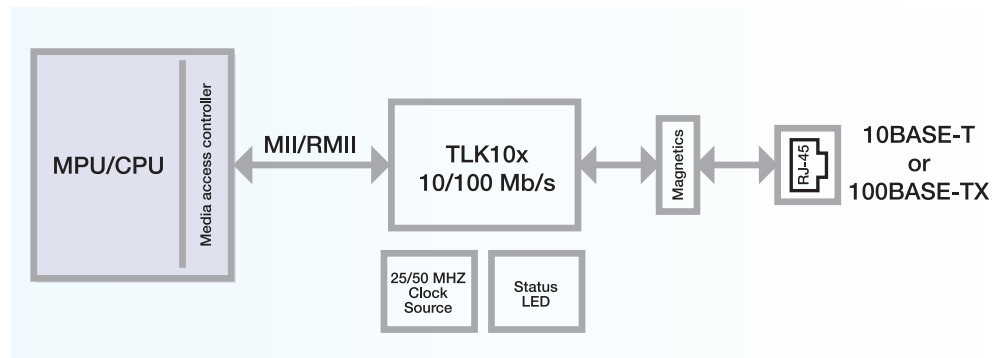 MPU/CPU
Media access controller
MII/RMII
TLK10x
10/100 Mb/s
Magnetics
RJ-45
10BASE-T
or
100BASE-TX
25/50 MHZ
Clock
Source
Status
LED